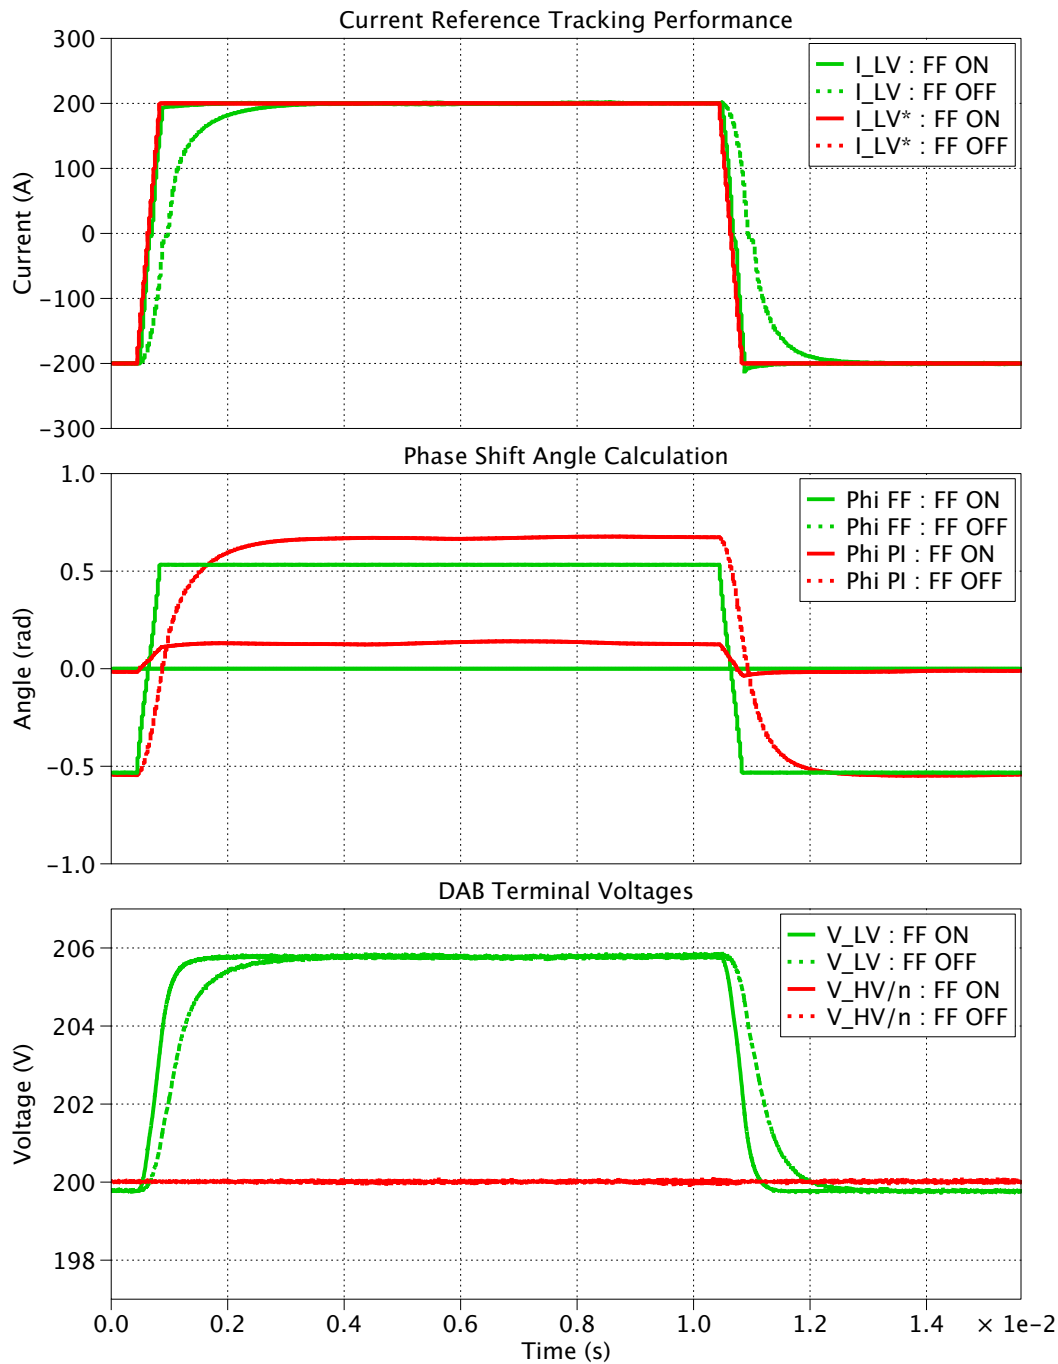 Current Reference Tracking Performance
300
200
100
0
−100
−200
−300
Current (A)
I_LV : FF ON
I_LV : FF OFF
I_LV* : FF ON
I_LV* : FF OFF
Phase Shift Angle Calculation
1.0
0.5
0.0
−0.5
−1.0
Angle (rad)
Phi FF : FF ON
Phi FF : FF OFF
Phi PI : FF ON
Phi PI : FF OFF
DAB Terminal Voltages
206
204
202
200
198
Voltage (V)
V_LV : FF ON
V_LV : FF OFF
V_HV/n : FF ON
V_HV/n : FF OFF
0.0 0.2 0.4 0.6 0.8 1.0 1.2 1.4 × 1e-2
Time (s)